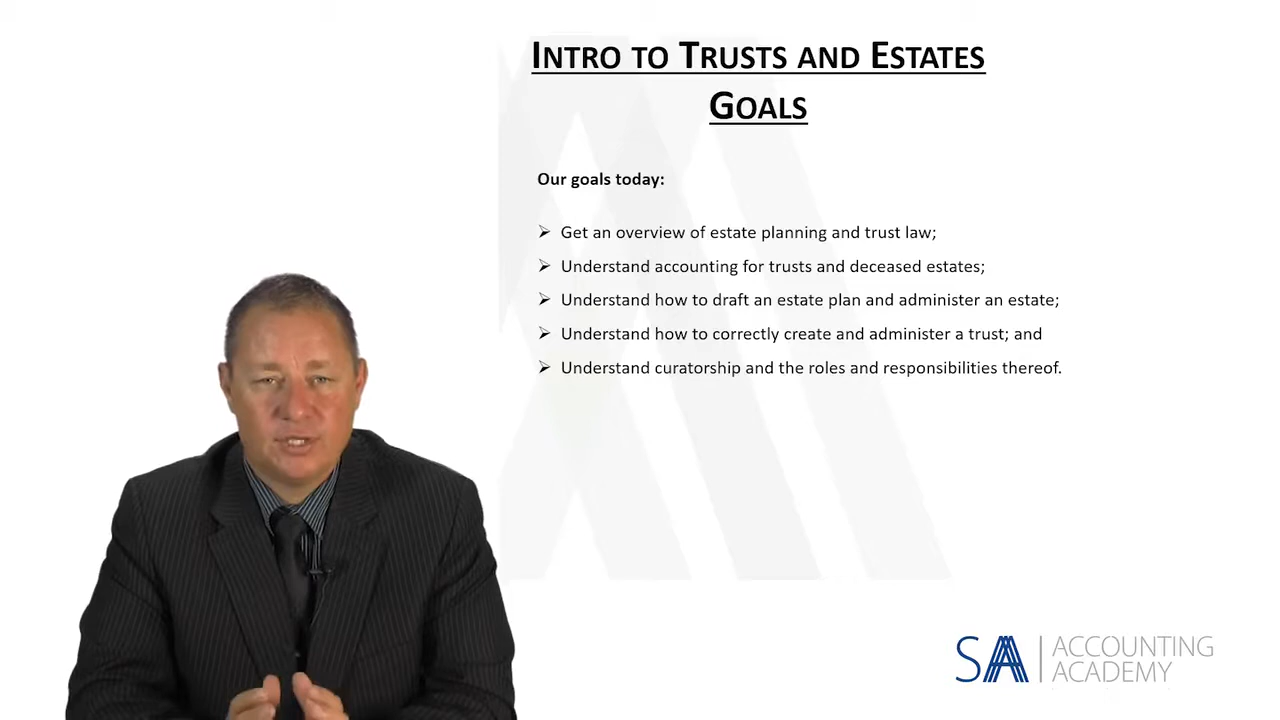 INTRO TO TRUSTS AND ESTATES
GOALS
Our goals today:
➢ Get an overview of estate planning and trust law;
➢ Understand accounting for trusts and deceased estates;
➢ Understand how to draft an estate plan and administer an estate;
➢ Understand how to correctly create and administer a trust; and
➢ Understand curatorship and the roles and responsibilities thereof.
SA | ACCOUNTING
ACADEMY